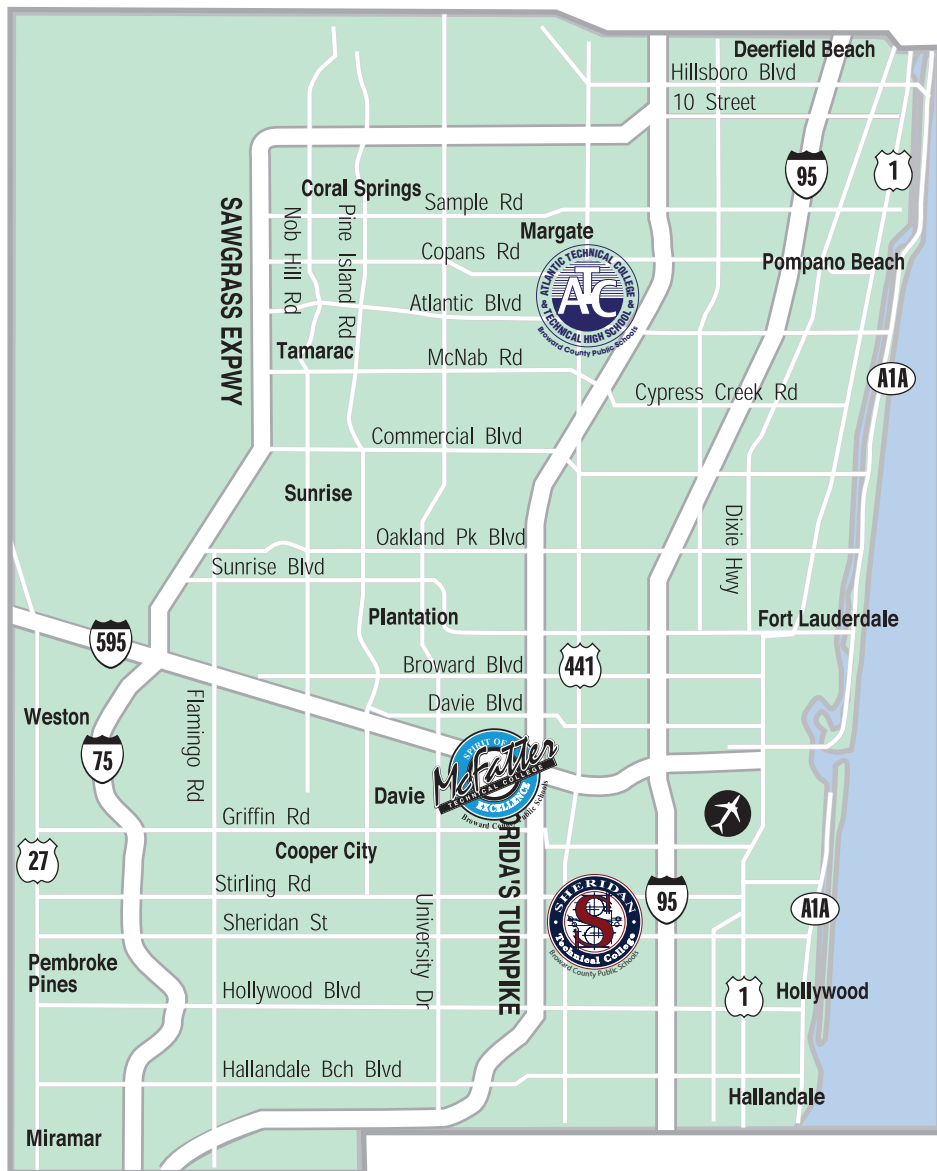 Deerfield Beach
Hillsboro Blvd
10 Street
95
1
Coral Springs
Sample Rd
Margate
Copans Rd
Pompano Beach
SAWGRASS EXPWY
Nob Hill Rd
Pine Island Rd
Atlantic Blvd
ATLANTIC TECHNICAL COLLEGE
& TECHNICAL HIGH SCHOOL &
ATC
Broward County Public Schools
Tamarac
McNab Rd
Cypress Creek Rd
A1A
Commercial Blvd
Sunrise
Dixie Hwy
Oakland Pk Blvd
Sunrise Blvd
Plantation
Fort Lauderdale
595
Broward Blvd
441
Weston
Flamingo Rd
Davie Blvd
75
SPIRIT OF
McFatter
TECHNICAL COLLEGE
EXCELLENCE
Broward County Public Schools
Davie
Griffin Rd
RIDA'S TURNPIKE
27
Cooper City
Stirling Rd
SHERIDAN
S
Technical College
Broward County Public Schools
95
A1A
Sheridan St
University Dr
Pembroke
Pines
Hollywood Blvd
1
Hollywood
Hallandale Bch Blvd
Hallandale
Miramar